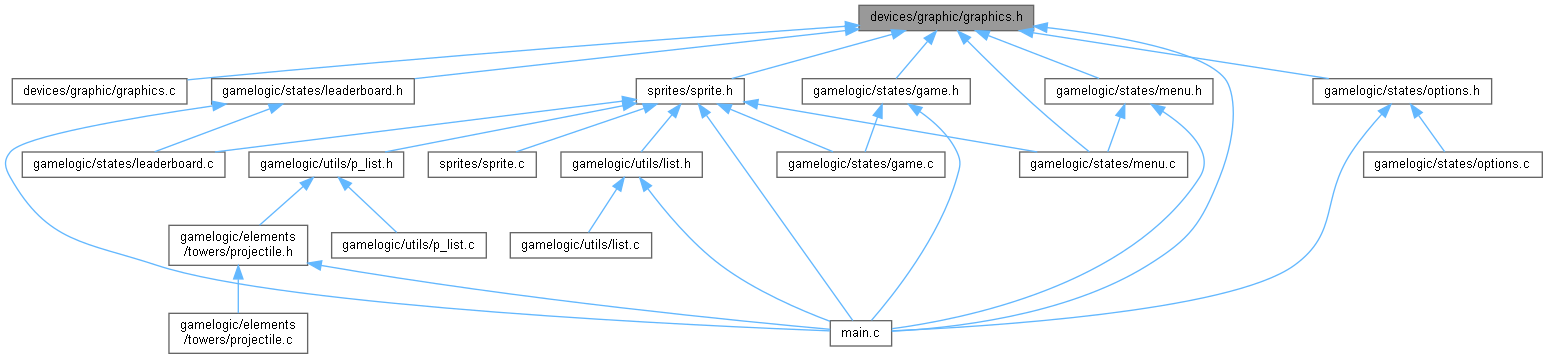 devices/graphic/graphics.h
devices/graphic/graphics.c
gamelogic/states/leaderboard.h
sprites/sprite.h
gamelogic/states/game.h
gamelogic/states/menu.h
gamelogic/states/options.h
gamelogic/states/leaderboard.c
gamelogic/utils/p_list.h
sprites/sprite.c
gamelogic/utils/list.h
gamelogic/states/game.c
gamelogic/states/menu.c
gamelogic/states/options.c
gamelogic/elements
/towers/projectile.h
gamelogic/utils/p_list.c
gamelogic/utils/list.c
gamelogic/elements
/towers/projectile.c
main.c